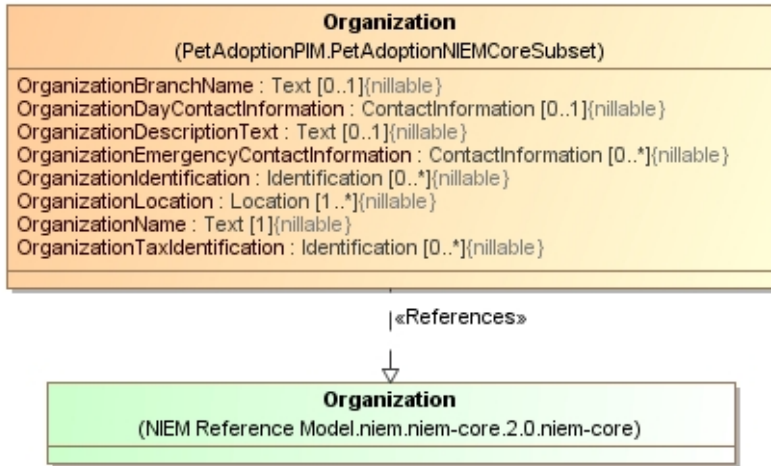 Organization
(PetAdoptionPIM.PetAdoptionNIEMCoreSubset)
OrganizationBranchName : Text [0..1]{nillable}
OrganizationDayContactInformation : ContactInformation [0..1]{nillable}
OrganizationDescriptionText : Text [0..1]{nillable}
OrganizationEmergencyContactInformation : ContactInformation [0..*]{nillable}
OrganizationIdentification : Identification [0..*]{nillable}
OrganizationLocation : Location [1..*]{nillable}
OrganizationName : Text [1]{nillable}
OrganizationTaxIdentification : Identification [0..*]{nillable}
«References»
Organization
(NIEM Reference Model.niem.niem-core.2.0.niem-core)